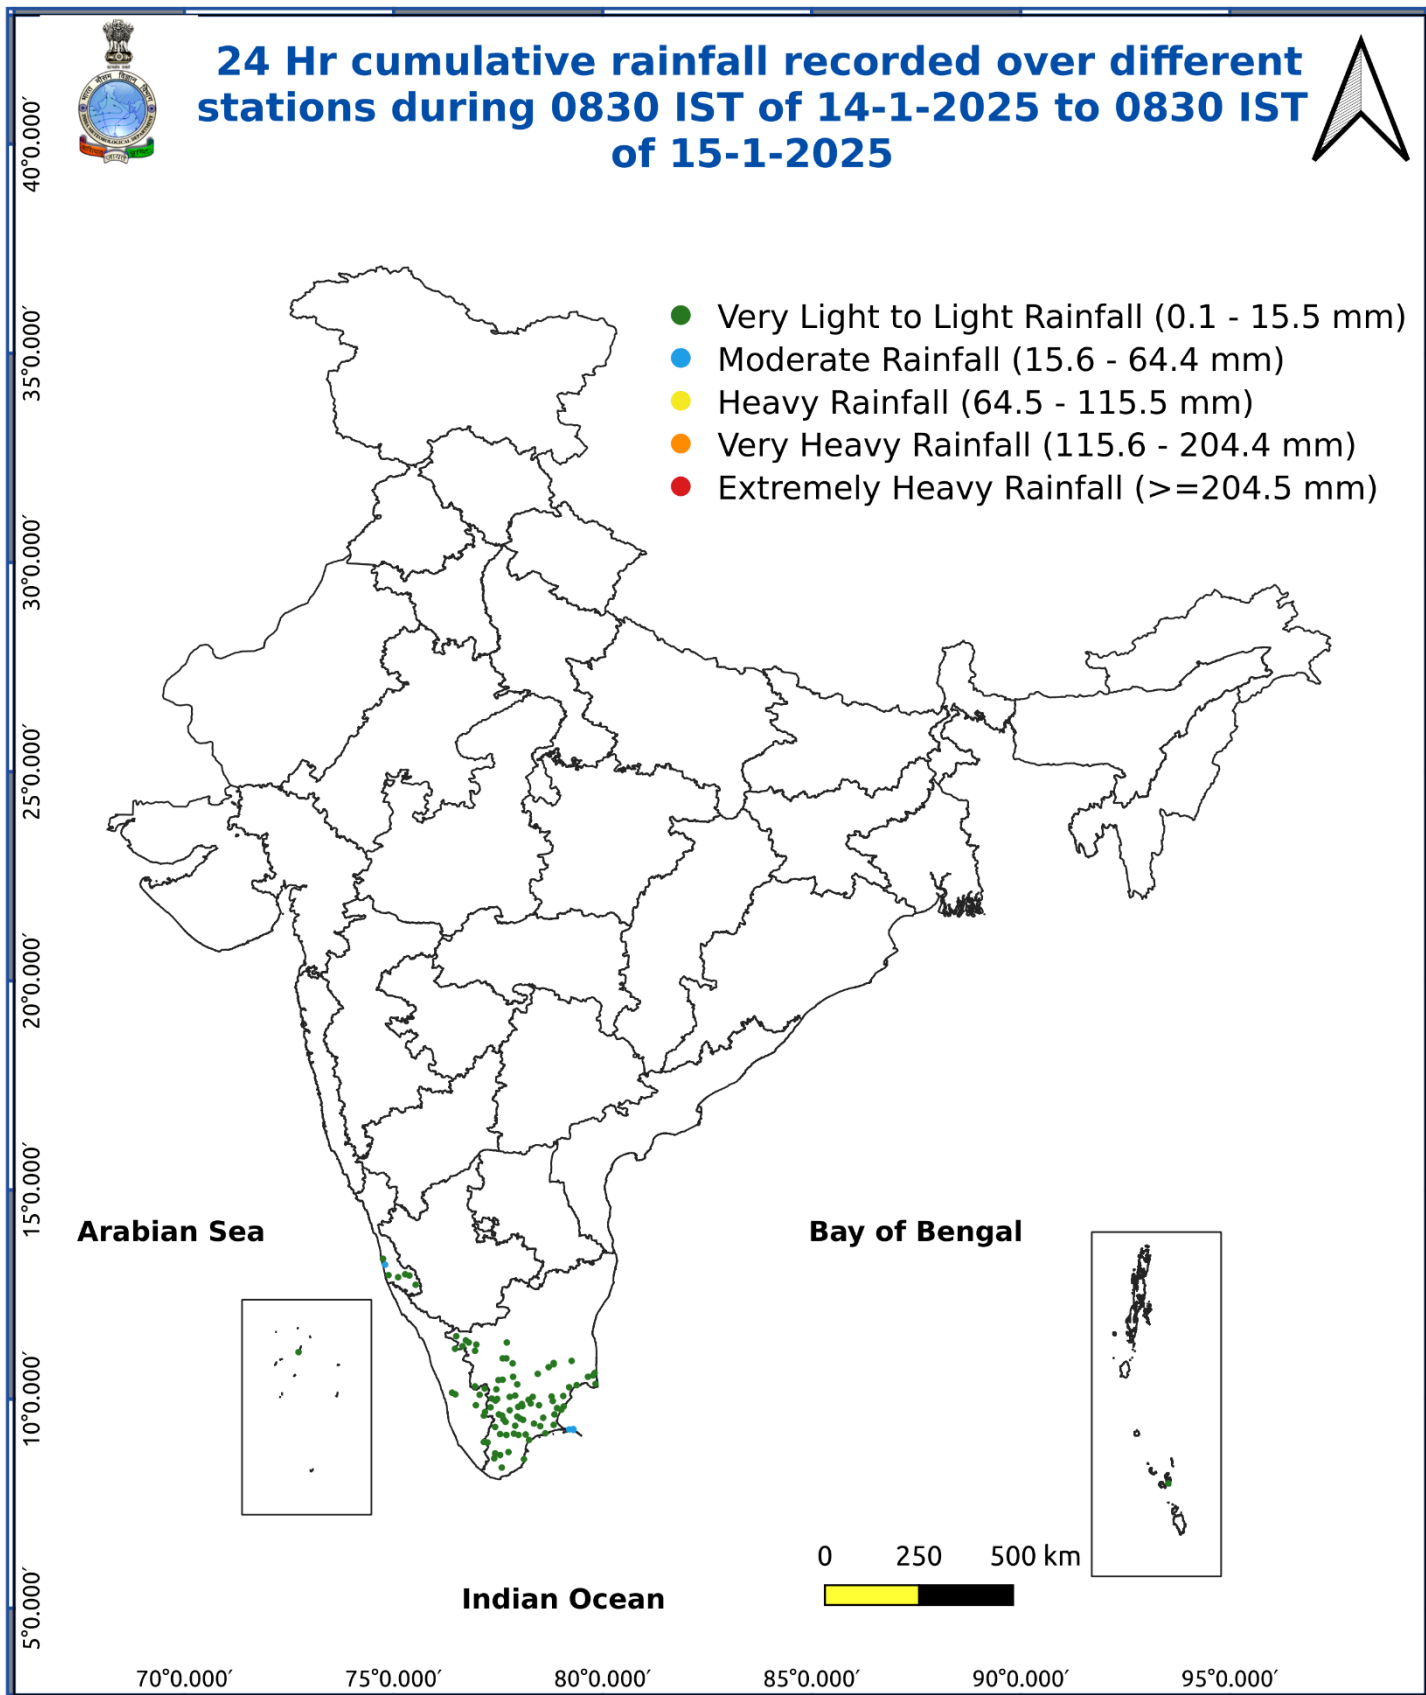 24 Hr cumulative rainfall recorded over different
stations during 0830 IST of 14-1-2025 to 0830 IST
of 15-1-2025
Very Light to Light Rainfall (0.1 - 15.5 mm)
Moderate Rainfall (15.6 - 64.4 mm)
Heavy Rainfall (64.5 - 115.5 mm)
Very Heavy Rainfall (115.6 - 204.4 mm)
Extremely Heavy Rainfall (>=204.5 mm)
40°0.000′
35°0.000′
30°0.000′
25°0.000′
20°0.000′
15°0.000′
10°0.000′
5°0.000′
Arabian Sea
Bay of Bengal
Indian Ocean
0 250 500 km
70°0.000′ 75°0.000′ 80°0.000′ 85°0.000′ 90°0.000′ 95°0.000′